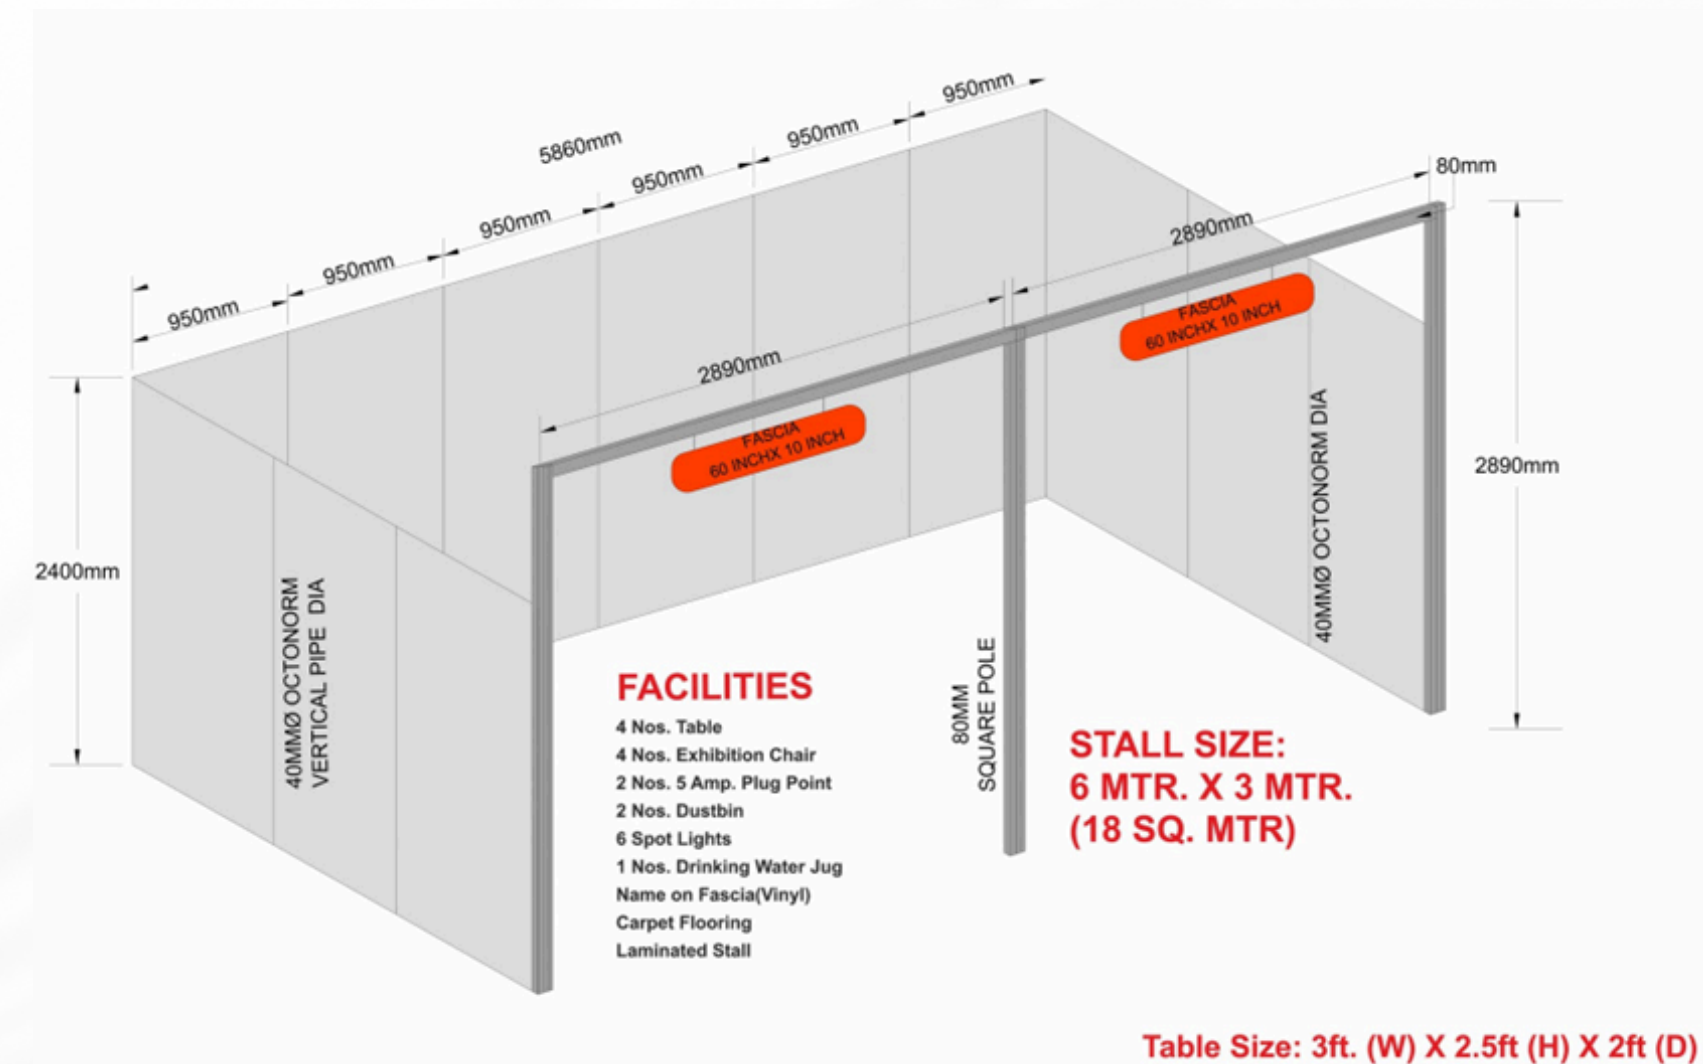 950mm
950mm
5860mm
950mm
950mm
950mm
950mm
80mm
2890mm
2890mm
FASCIA
60 INCHX 10 INCH
FASCIA
60 INCHX 10 INCH
2400mm
2890mm
40MMØ OCTONORM
VERTICAL PIPE DIA
40MMØ OCTONORM DIA
80MM
SQUARE POLE
FACILITIES
4 Nos. Table
4 Nos. Exhibition Chair
2 Nos. 5 Amp. Plug Point
2 Nos. Dustbin
6 Spot Lights
1 Nos. Drinking Water Jug
Name on Fascia(Vinyl)
Carpet Flooring
Laminated Stall
STALL SIZE:
6 MTR. X 3 MTR.
(18 SQ. MTR)
Table Size: 3ft. (W) X 2.5ft (H) X 2ft (D)